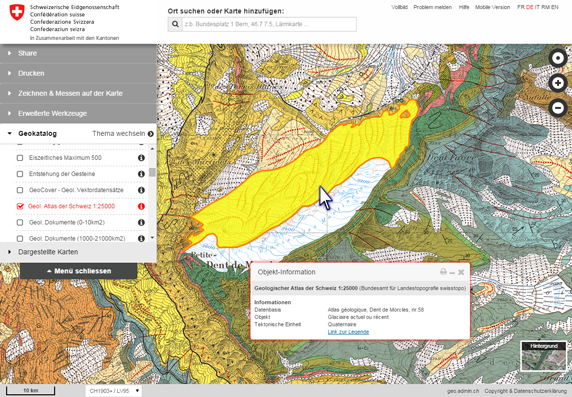 Schweizerische Eidgenossenschaft
Confédération suisse
Confederazione Svizzera
Confederaziun svizra
In Zusammenarbeit mit den Kantonen
Ort suchen oder Karte hinzufügen:
z.b. Bundesplatz 1 Bern, 46.7 7.5, Lärmkarte...
Vollbild Problem melden Hilfe Mobile Version FR DE IT RM EN
Share
Drucken
Zeichnen & Messen auf der Karte
Erweiterte Werkzeuge
Geokatalog Thema wechseln
Eiszeitliches Maximum 500
Entstehung der Gesteine
GeoCover - Geol. Vektordatensätze
Geol. Atlas der Schweiz 1:25000
Geol. Dokumente (0-10km2)
Geol. Dokumente (1000-21000km2)
Dargestellte Karten
Menü schliessen
Petite
Dent de
Objekt-Information
Geologischer Atlas der Schweiz 1:25000 (Bundesamt für Landestopografie swisstopo)
Informationen
Datenbasis Atlas géologique, Dent de Morcles, nr.58
Objekt Glaciaire actuel ou récent
Tektonische Einheit Quaternaire
Link zur Legende
Hintergrund
10 km
CH1903+ / LV95
geo.admin.ch Copyright & Datenschutzerklärung